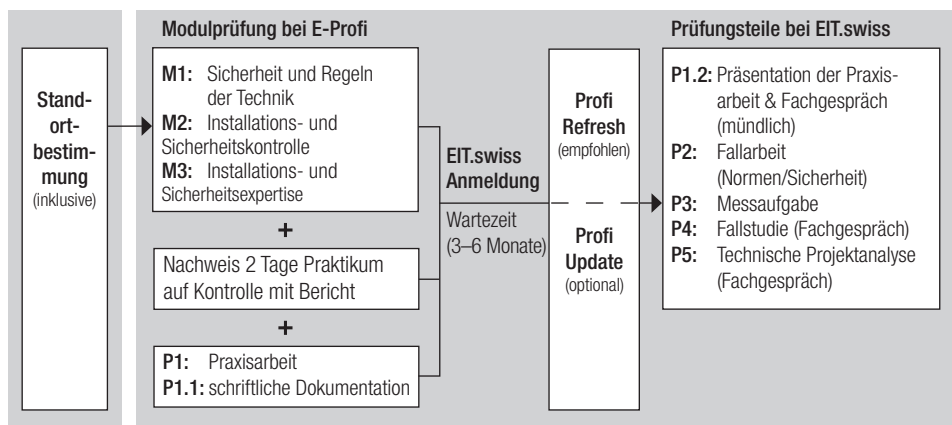 Stand-
ort-
bestim-
mung
(inklusive)
Modulprüfung bei E-Profi
M1: Sicherheit und Regeln
der Technik
M2: Installations- und
Sicherheitskontrolle
M3: Installations- und
Sicherheitsexpertise
+
Nachweis 2 Tage Praktikum
auf Kontrolle mit Bericht
+
P1: Praxisarbeit
P1.1: schriftliche Dokumentation
EIT.swiss
Anmeldung
Wartezeit
(3–6 Monate)
Profi
Refresh
(empfohlen)
Profi
Update
(optional)
Prüfungsteile bei EIT.swiss
P1.2: Präsentation der Praxis-
arbeit & Fachgespräch
(mündlich)
P2: Fallarbeit
(Normen/Sicherheit)
P3: Messaufgabe
P4: Fallstudie (Fachgespräch)
P5: Technische Projektanalyse
(Fachgespräch)